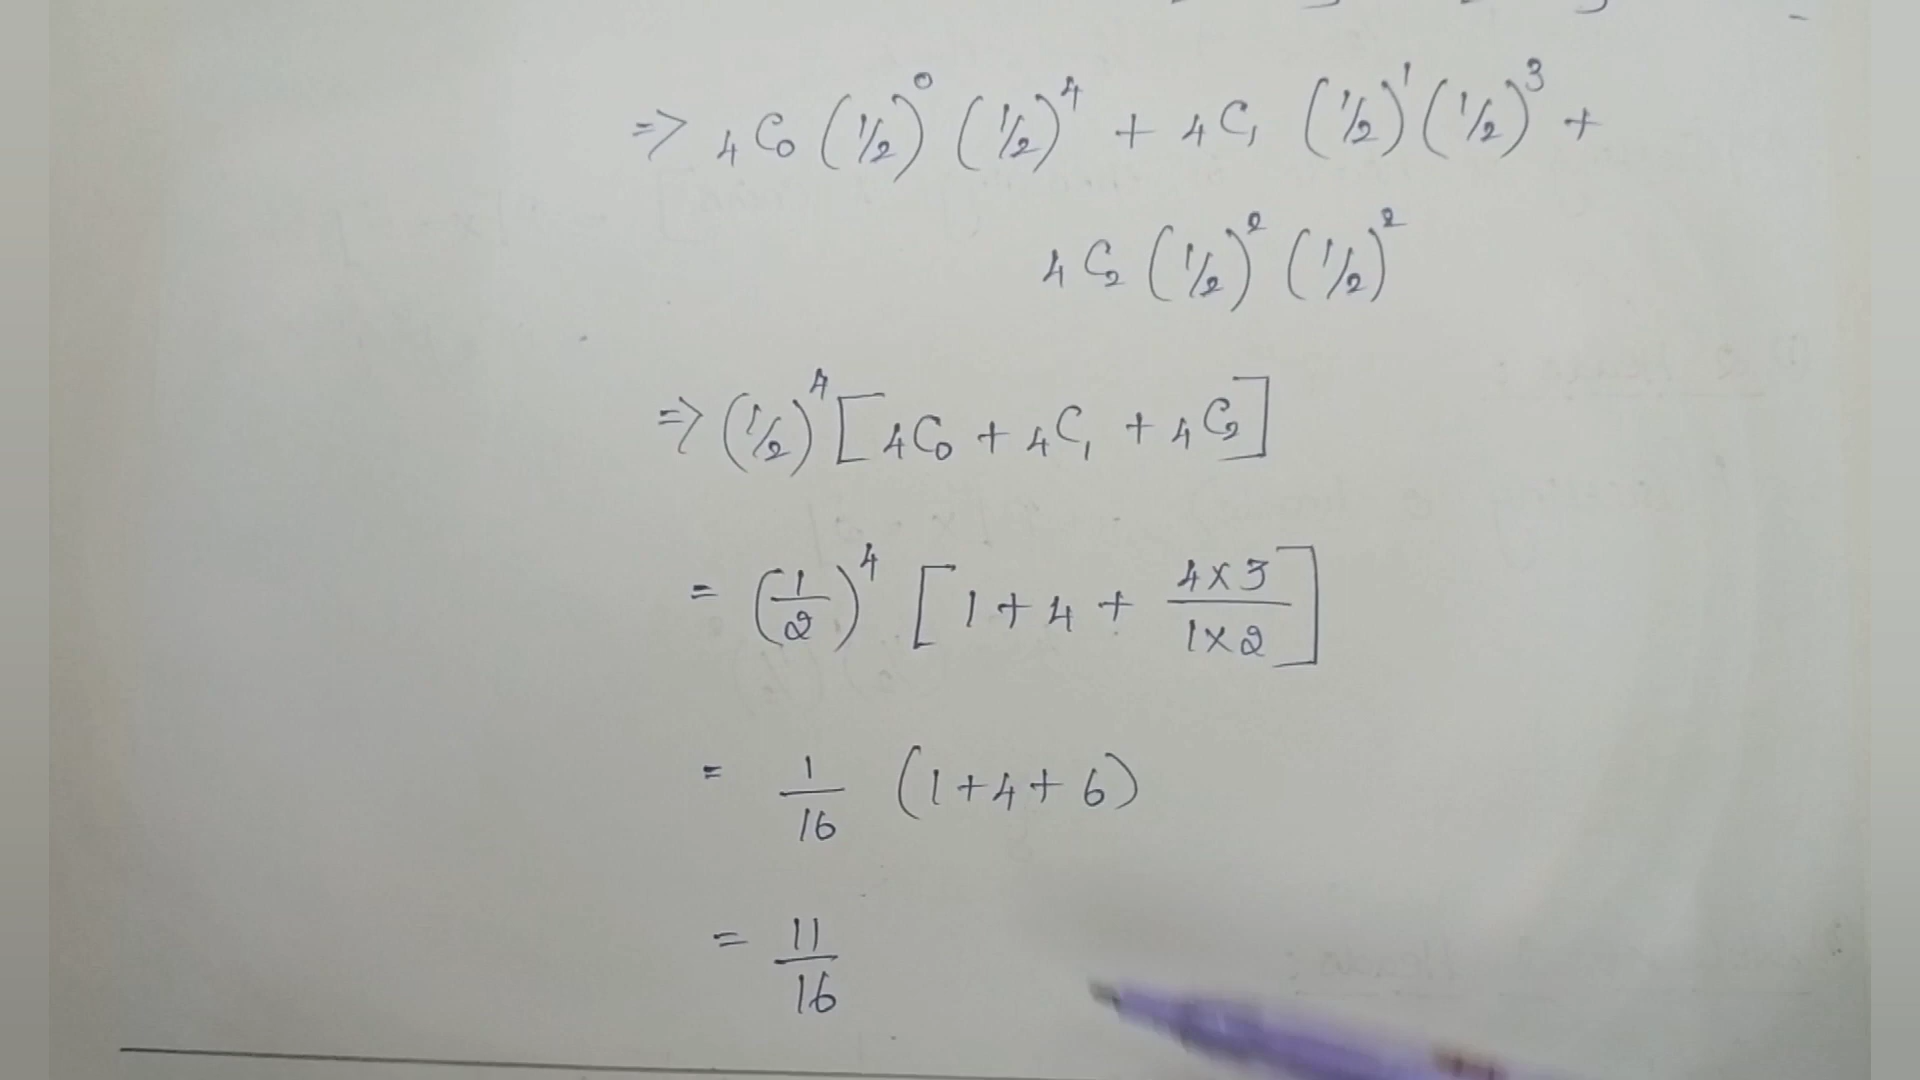 => 4C0 (1/2)^0 (1/2)^4 + 4C1 (1/2)^1 (1/2)^3 +
4C2 (1/2)^2 (1/2)^2
=> (1/2)^4 [4C0 + 4C1 + 4C2]
= (1/2)^4 [1 + 4 + 4×3/1×2]
= 1/16 (1+4+6)
= 11/16